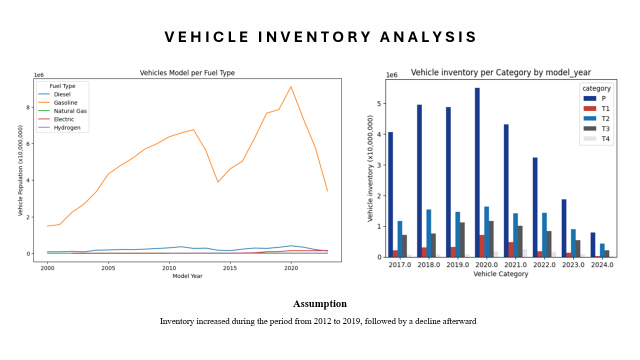 VEHICLE INVENTORY ANALYSIS
Vehicles Model per Fuel Type
1e6
Fuel Type
Diesel
Gasoline
Natural Gas
Electric
Hydrogen
Vehicle Population (x10,000,000)
8
6
4
2
0
2000 2005 2010 2015 2020
Model Year
Vehicle inventory per Category by model_year
1e6
category
P
T1
T2
T3
T4
Vehicle inventory (x10,000,000)
5
4
3
2
1
0
2017.0 2018.0 2019.0 2020.0 2021.0 2022.0 2023.0 2024.0
Vehicle Category
Assumption
Inventory increased during the period from 2012 to 2019, followed by a decline afterward